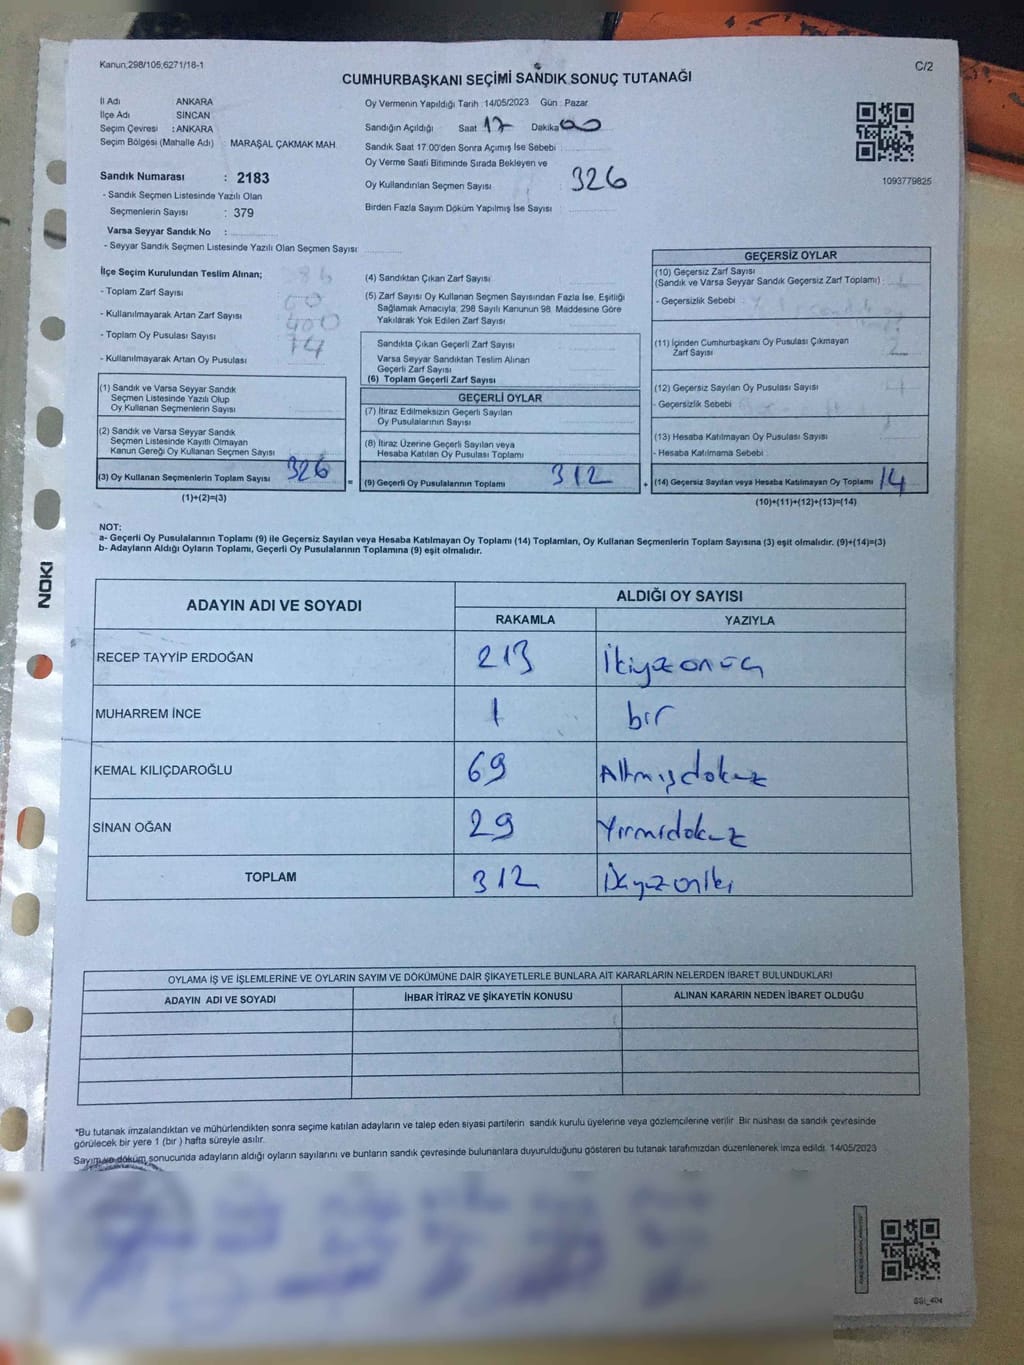 Kanun,298/105,6271/18-1
C/2
CUMHURBAŞKANI SEÇİMİ SANDIK SONUÇ TUTANAĞI
İl Adı ANKARA
İlçe Adı SİNCAN
Seçim Çevresi : ANKARA
Seçim Bölgesi (Mahalle Adı) : MARAŞAL ÇAKMAK MAH.
Sandık Numarası : 2183
- Sandık Seçmen Listesinde Yazılı Olan
Seçmenlerin Sayısı : 379
Varsa Seyyar Sandık No :
- Seyyar Sandık Seçmen Listesinde Yazılı Olan Seçmen Sayısı
Oy Vermenin Yapıldığı Tarih :14/05/2023 Gün : Pazar
Sandığın Açıldığı Saat 17 Dakika 00
Sandık Saat 17:00'den Sonra Açımış İse Sebebi :
Oy Verme Saati Bitiminde Sırada Bekleyen ve
Oy Kullandırılan Seçmen Sayısı : 326
Birden Fazla Sayım Döküm Yapılmış İse Sayısı
1093779825
İlçe Seçim Kurulundan Teslim Alınan;
- Toplam Zarf Sayısı
- Kullanılmayarak Artan Zarf Sayısı
- Toplam Oy Pusulası Sayısı 400
- Kullanılmayarak Artan Oy Pusulası 74
(1) Sandık ve Varsa Seyyar Sandık
Seçmen Listesinde Yazılı Olup
Oy Kullanan Seçmenlerin Sayısı
(2) Sandık ve Varsa Seyyar Sandık
Seçmen Listesinde Kayıtlı Olmayan
Kanun Gereği Oy Kullanan Seçmen Sayısı
(3) Oy Kullanan Seçmenlerin Toplam Sayısı 326 =
(1)+(2)=(3)
(4) Sandıktan Çıkan Zarf Sayısı
(5) Zarf Sayısı Oy Kullanan Seçmen Sayısından Fazla İse, Eşitliği
Sağlamak Amacıyla; 298 Sayılı Kanunun 98. Maddesine Göre
Yakılarak Yok Edilen Zarf Sayısı
Sandıkta Çıkan Geçerli Zarf Sayısı
Varsa Seyyar Sandıktan Teslim Alınan
Geçerli Zarf Sayısı
(6) Toplam Geçerli Zarf Sayısı
GEÇERLİ OYLAR
(7) İtiraz Edilmeksizin Geçerli Sayılan
Oy Pusulalarının Sayısı
(8) İtiraz Üzerine Geçerli Sayılan veya
Hesaba Katılan Oy Pusulası Toplamı
(9) Geçerli Oy Pusulalarının Toplamı 312 +
GEÇERSİZ OYLAR
(10) Geçersiz Zarf Sayısı
(Sandık ve Varsa Seyyar Sandık Geçersiz Zarf Toplamı) :
- Geçersizlik Sebebi
(11) İçinden Cumhurbaşkanı Oy Pusulası Çıkmayan
Zarf Sayısı
(12) Geçersiz Sayılan Oy Pusulası Sayısı
- Geçersizlik Sebebi
(13) Hesaba Katılmayan Oy Pusulası Sayısı
- Hesaba Katılmama Sebebi
(14) Geçersiz Sayılan veya Hesaba Katılmayan Oy Toplamı 14
(10)+(11)+(12)+(13)=(14)
NOT:
a- Geçerli Oy Pusulalarının Toplamı (9) ile Geçersiz Sayılan veya Hesaba Katılmayan Oy Toplamı (14) Toplamları, Oy Kullanan Seçmenlerin Toplam Sayısına (3) eşit olmalıdır. (9)+(14)=(3)
b- Adayların Aldığı Oyların Toplamı, Geçerli Oy Pusulalarının Toplamına (9) eşit olmalıdır.
NOKI
ADAYIN ADI VE SOYADI ALDIĞI OY SAYISI
RAKAMLA YAZIYLA
RECEP TAYYİP ERDOĞAN 213 İkiyüzonüç
MUHARREM İNCE 1 bir
KEMAL KILIÇDAROĞLU 69 Altmışdokuz
SİNAN OĞAN 29 Yirmidokuz
TOPLAM 312 Üçyüzoniki
OYLAMA İŞ VE İŞLEMLERİNE VE OYLARIN SAYIM VE DÖKÜMÜNE DAİR ŞİKAYETLERLE BUNLARA AİT KARARLARIN NELERDEN İBARET BULUNDUKLARI
ADAYIN ADI VE SOYADI İHBAR İTİRAZ VE ŞİKAYETİN KONUSU ALINAN KARARIN NEDEN İBARET OLDUĞU
*Bu tutanak imzalandıktan ve mühürlendikten sonra seçime katılan adayların ve talep eden siyasi partilerin sandık kurulu üyelerine veya gözlemcilerine verilir. Bir nüshası da sandık çevresinde
görülecek bir yere 1 (bir ) hafta süreyle asılır.
Sayım ve döküm sonucunda adayların aldığı oyların sayılarını ve bunların sandık çevresinde bulunanlara duyurulduğunu gösteren bu tutanak tarafımızdan düzenlenerek imza edildi. 14/05/2023